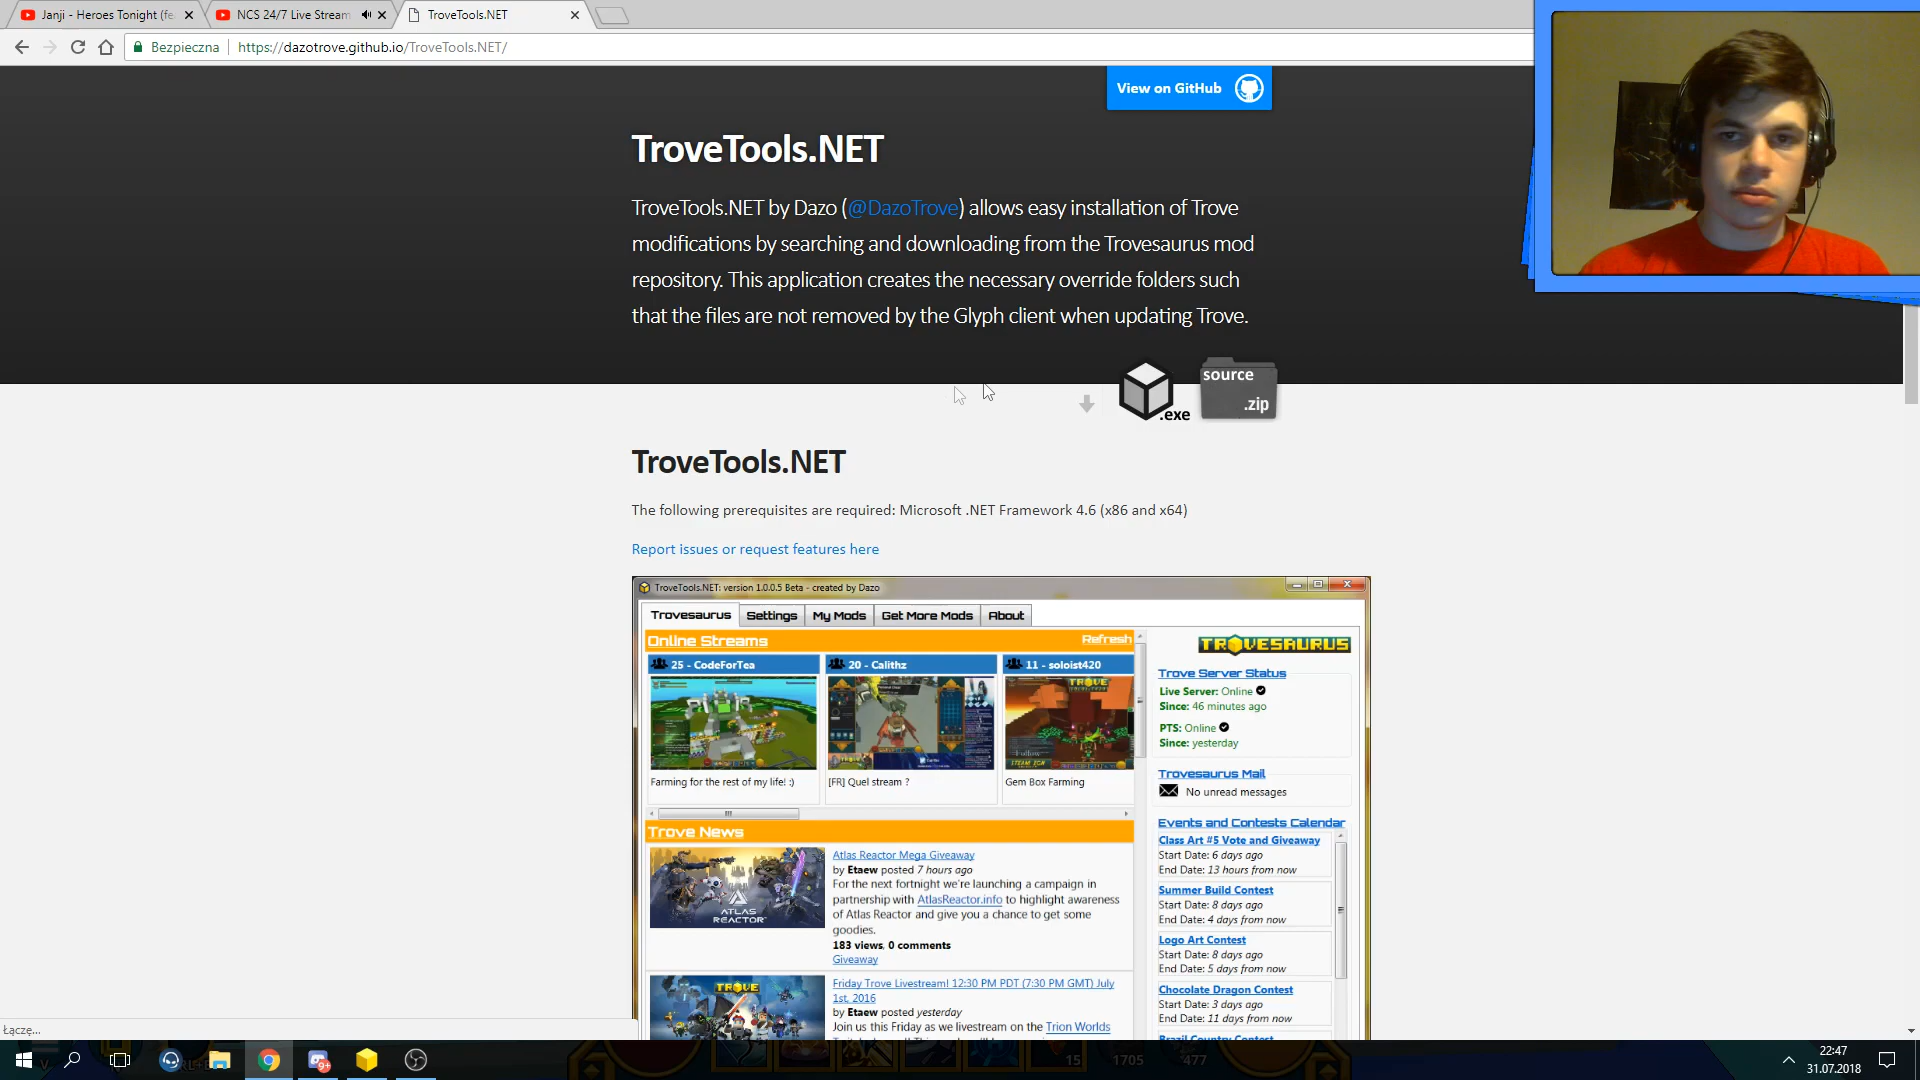 Janji - Heroes Tonight (fe
NCS 24/7 Live Stream
TroveTools.NET
Bezpieczna
https://dazotrove.github.io/TroveTools.NET/
View on GitHub
TroveTools.NET
TroveTools.NET by Dazo (@DazoTrove) allows easy installation of Trove
modifications by searching and downloading from the Trovesaurus mod
repository. This application creates the necessary override folders such
that the files are not removed by the Glyph client when updating Trove.
.exe
source
.zip
TroveTools.NET
The following prerequisites are required: Microsoft .NET Framework 4.6 (x86 and x64)
Report issues or request features here
TroveTools.NET: version 1.0.0.5 Beta - created by Dazo
Trovesaurus Settings My Mods Get More Mods About
Online Streams Refresh
25 - CodeForTea
20 - Calithz
11 - soloist420
Farming for the rest of my life! :)
[FR] Quel stream ?
Gem Box Farming
Trove News
Atlas Reactor Mega Giveaway
by Etaew posted 7 hours ago
For the next fortnight we're launching a campaign in
partnership with AtlasReactor.info to highlight awareness
of Atlas Reactor and give you a chance to get some
goodies.
183 views, 0 comments
Giveaway
ATLAS
REACTOR
Friday Trove Livestream! 12:30 PM PDT (7:30 PM GMT) July
1st, 2016
by Etaew posted yesterday
Join us this Friday as we livestream on the Trion Worlds
TROVE
TROVESAURUS
Trove Server Status
Live Server: Online
Since: 46 minutes ago
PTS: Online
Since: yesterday
Trovesaurus Mail
No unread messages
Events and Contests Calendar
Class Art #5 Vote and Giveaway
Start Date: 6 days ago
End Date: 13 hours from now
Summer Build Contest
Start Date: 8 days ago
End Date: 4 days from now
Logo Art Contest
Start Date: 8 days ago
End Date: 5 days from now
Chocolate Dragon Contest
Start Date: 3 days ago
End Date: 11 days from now
Łączę...
15
1705
477
22:47
31.07.2018